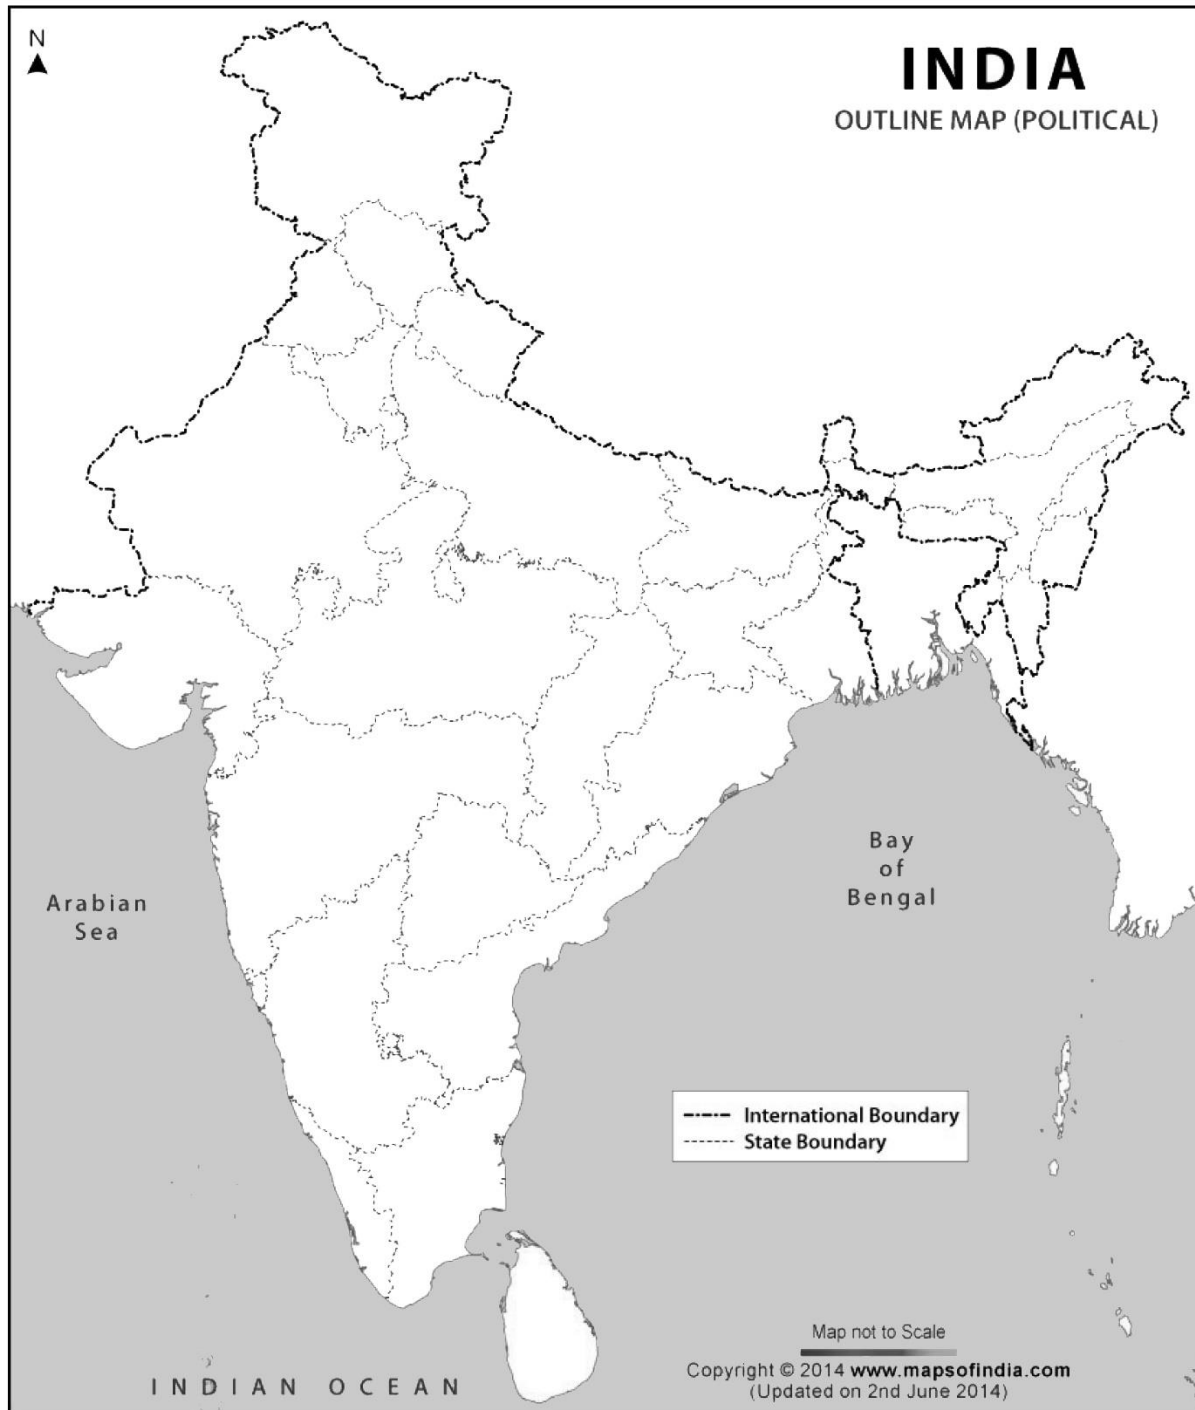 N
INDIA
OUTLINE MAP (POLITICAL)
Arabian
Sea
Bay
of
Bengal
International Boundary
State Boundary
Map not to Scale
Copyright © 2014 www.mapsofindia.com
(Updated on 2nd June 2014)
INDIAN OCEAN